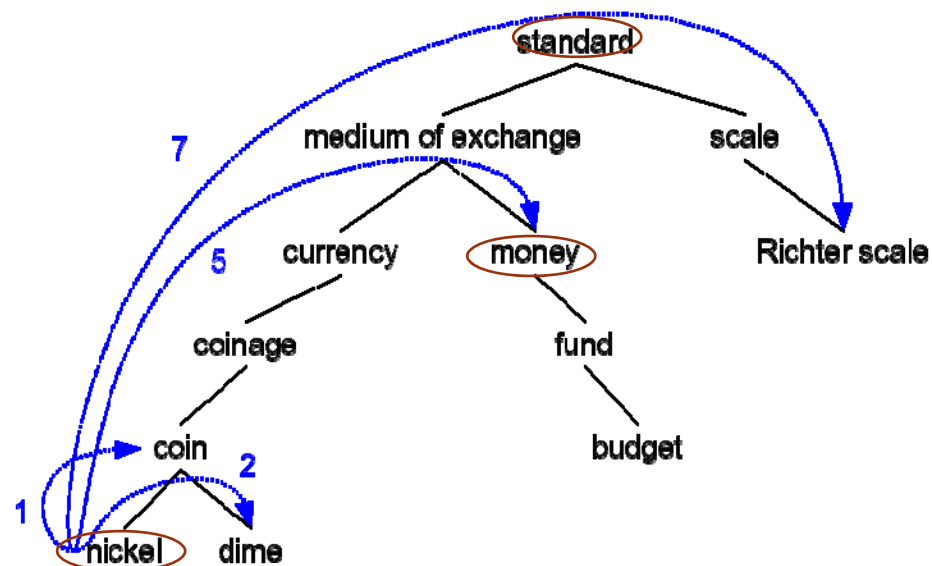 standard
7
medium of exchange scale
5
currency money Richter scale
coinage fund
coin budget
2
1
nickel dime